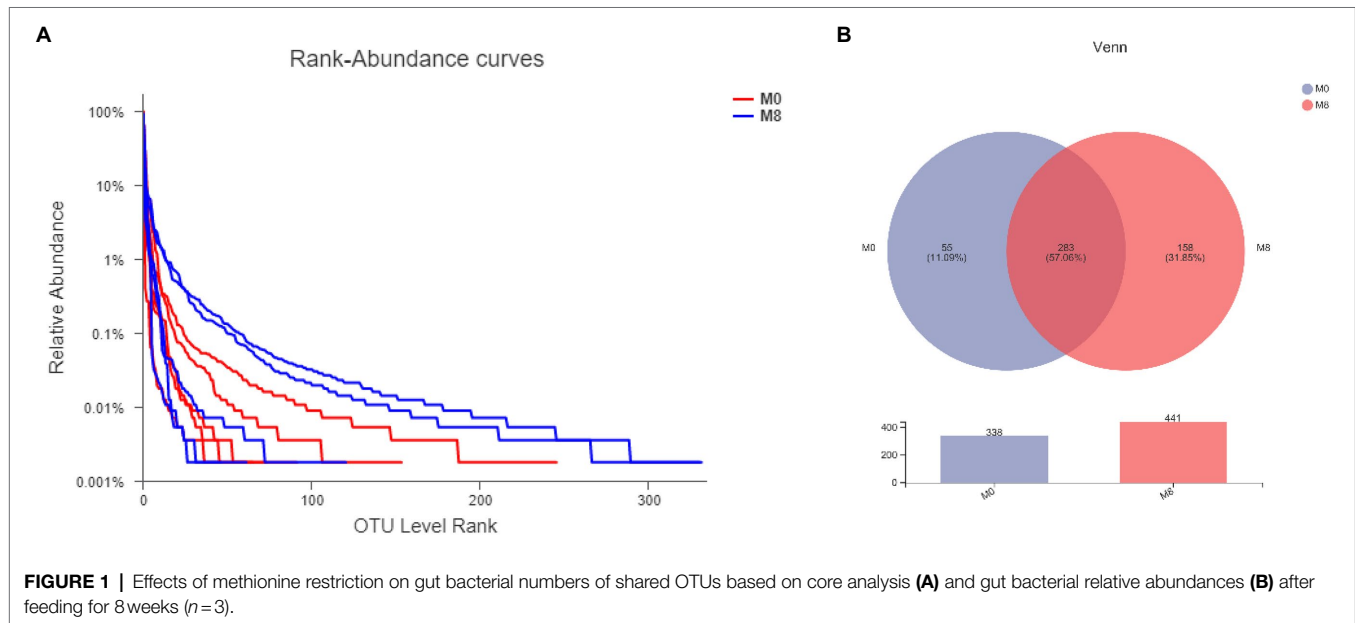 A
Rank-Abundance curves
100%
10%
1%
0.1%
0.01%
0.001%
Relative Abundance
0
100
200
300
OTU Level Rank
M0
M8
B
Venn
M0
M8
M0
55
(11.09%)
283
(57.06%)
158
(31.85%)
M8
400
200
0
338
441
M0
M8
FIGURE 1 | Effects of methionine restriction on gut bacterial numbers of shared OTUs based on core analysis (A) and gut bacterial relative abundances (B) after
feeding for 8 weeks (n = 3).